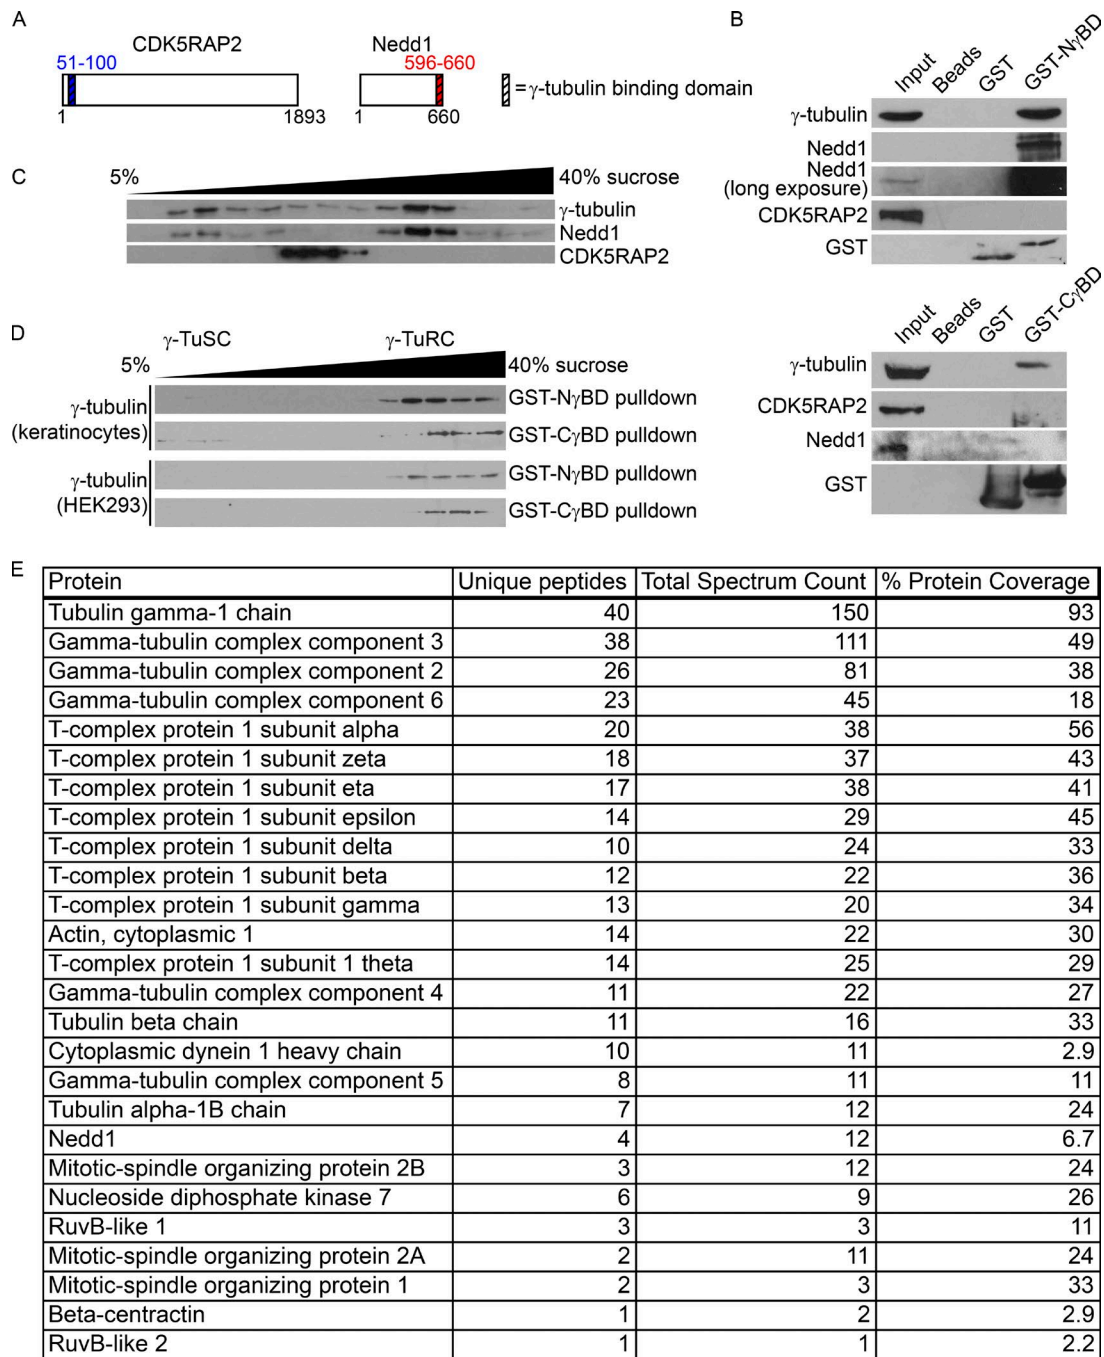 A
CDK5RAP2
Nedd1
51-100
596-660
= γ-tubulin binding domain
1
1893
1
660
B
Input
Beads
GST
GST-NγBD
γ-tubulin
Nedd1
Nedd1
(long exposure)
CDK5RAP2
GST
C
5%
40% sucrose
γ-tubulin
Nedd1
CDK5RAP2
Input
Beads
GST
GST-CγBD
γ-tubulin
CDK5RAP2
Nedd1
GST
D
γ-TuSC
γ-TuRC
5%
40% sucrose
γ-tubulin
(keratinocytes)
GST-NγBD pulldown
GST-CγBD pulldown
γ-tubulin
(HEK293)
GST-NγBD pulldown
GST-CγBD pulldown
E
Protein Unique peptides Total Spectrum Count % Protein Coverage
Tubulin gamma-1 chain 40 150 93
Gamma-tubulin complex component 3 38 111 49
Gamma-tubulin complex component 2 26 81 38
Gamma-tubulin complex component 6 23 45 18
T-complex protein 1 subunit alpha 20 38 56
T-complex protein 1 subunit zeta 18 37 43
T-complex protein 1 subunit eta 17 38 41
T-complex protein 1 subunit epsilon 14 29 45
T-complex protein 1 subunit delta 10 24 33
T-complex protein 1 subunit beta 12 22 36
T-complex protein 1 subunit gamma 13 20 34
Actin, cytoplasmic 1 14 22 30
T-complex protein 1 subunit 1 theta 14 25 29
Gamma-tubulin complex component 4 11 22 27
Tubulin beta chain 11 16 33
Cytoplasmic dynein 1 heavy chain 10 11 2.9
Gamma-tubulin complex component 5 8 11 11
Tubulin alpha-1B chain 7 12 24
Nedd1 4 12 6.7
Mitotic-spindle organizing protein 2B 3 12 24
Nucleoside diphosphate kinase 7 6 9 26
RuvB-like 1 3 3 11
Mitotic-spindle organizing protein 2A 2 11 24
Mitotic-spindle organizing protein 1 2 3 33
Beta-centractin 1 2 2.9
RuvB-like 2 1 1 2.2